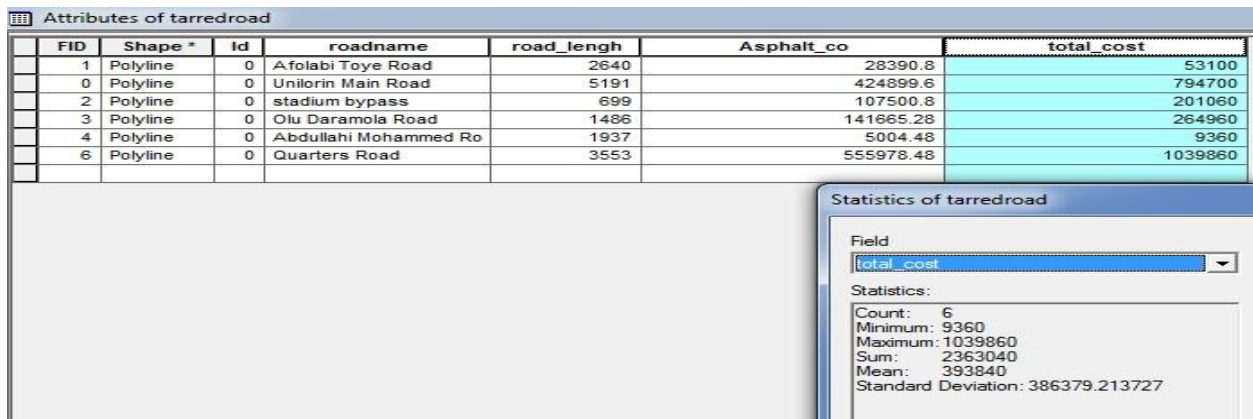 Attributes of tarredroad
FID Shape * Id roadname road_lengh Asphalt_co total_cost
1 Polyline 0 Afolabi Toye Road 2640 28390.8 53100
0 Polyline 0 Unilorin Main Road 5191 424899.6 794700
2 Polyline 0 stadium bypass 699 107500.8 201060
3 Polyline 0 Olu Daramola Road 1486 141665.28 264960
4 Polyline 0 Abdullahi Mohammed Ro 1937 5004.48 9360
6 Polyline 0 Quarters Road 3553 555978.48 1039860
Statistics of tarredroad
Field
total_cost
Statistics:
Count: 6
Minimum: 9360
Maximum: 1039860
Sum: 2363040
Mean: 393840
Standard Deviation: 386379.213727